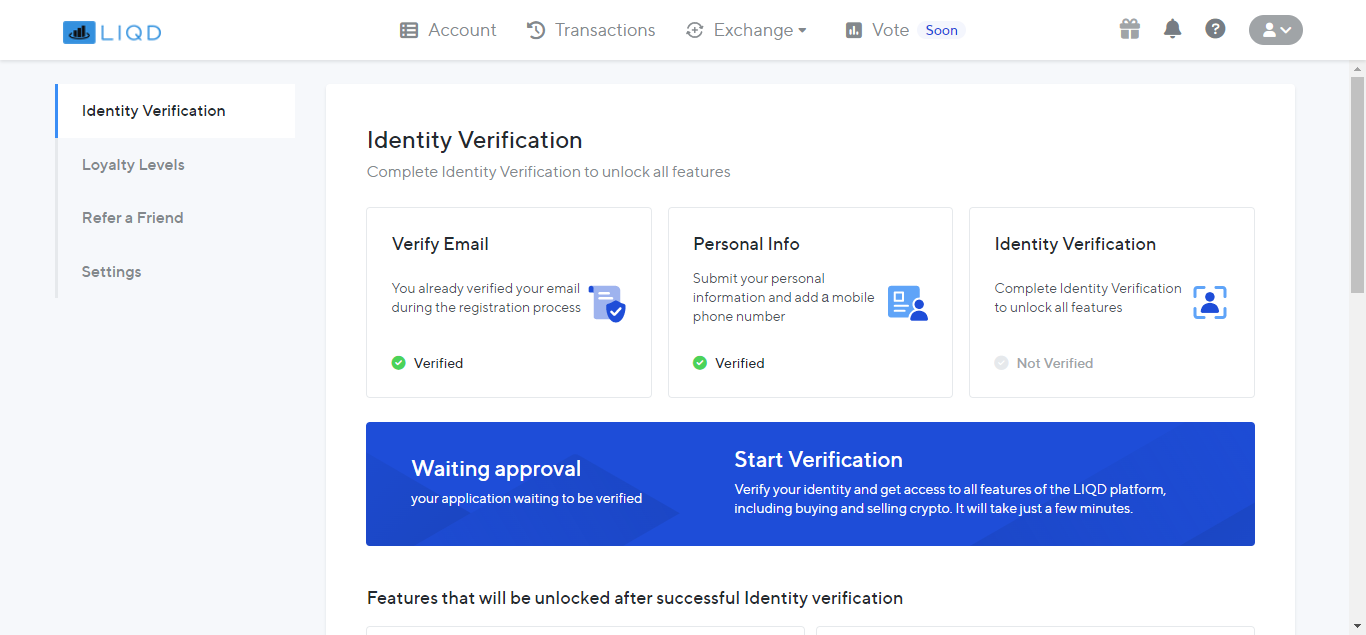 LIQD
Account
Transactions
Exchange
Vote
Soon
Identity Verification
Loyalty Levels
Refer a Friend
Settings
Identity Verification
Complete Identity Verification to unlock all features
Verify Email
You already verified your email
during the registration process
Verified
Personal Info
Submit your personal
information and add a mobile
phone number
Verified
Identity Verification
Complete Identity Verification
to unlock all features
Not Verified
Waiting approval
your application waiting to be verified
Start Verification
Verify your identity and get access to all features of the LIQD platform,
including buying and selling crypto. It will take just a few minutes.
Features that will be unlocked after successful Identity verification